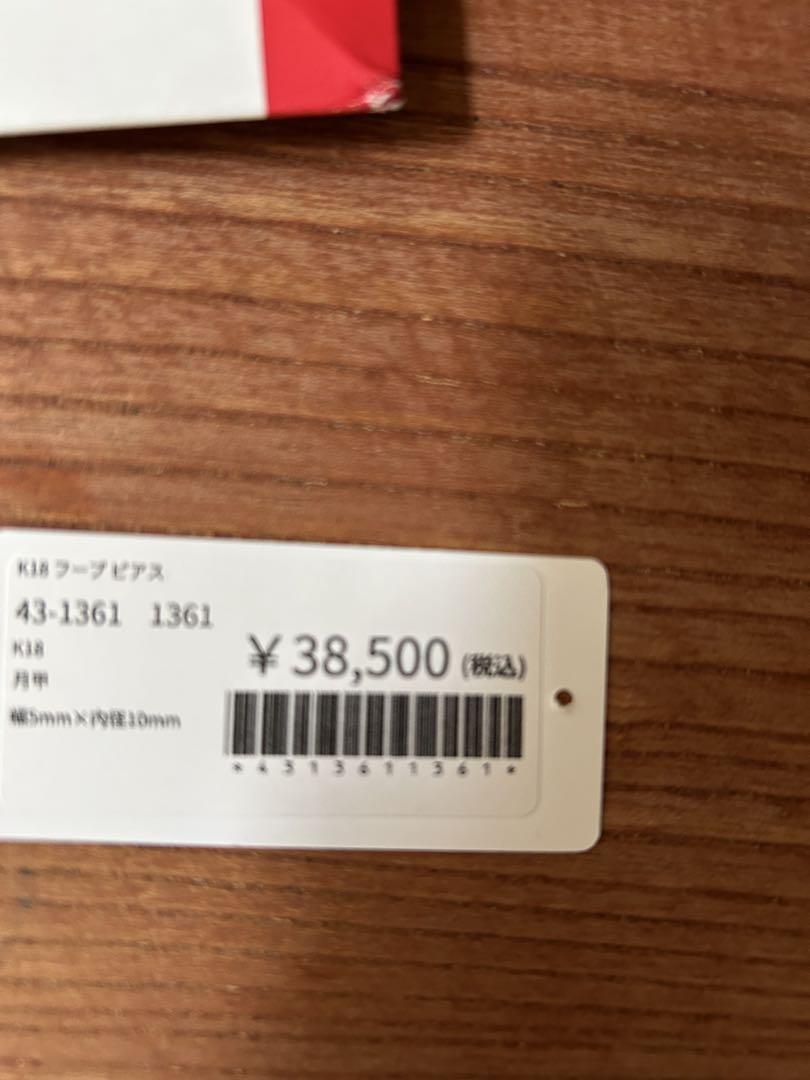 K18 フープ ピアス
43-1361 1361
K18
月甲
幅5mm×内径10mm
¥38,500 (税込)
*4313611361*